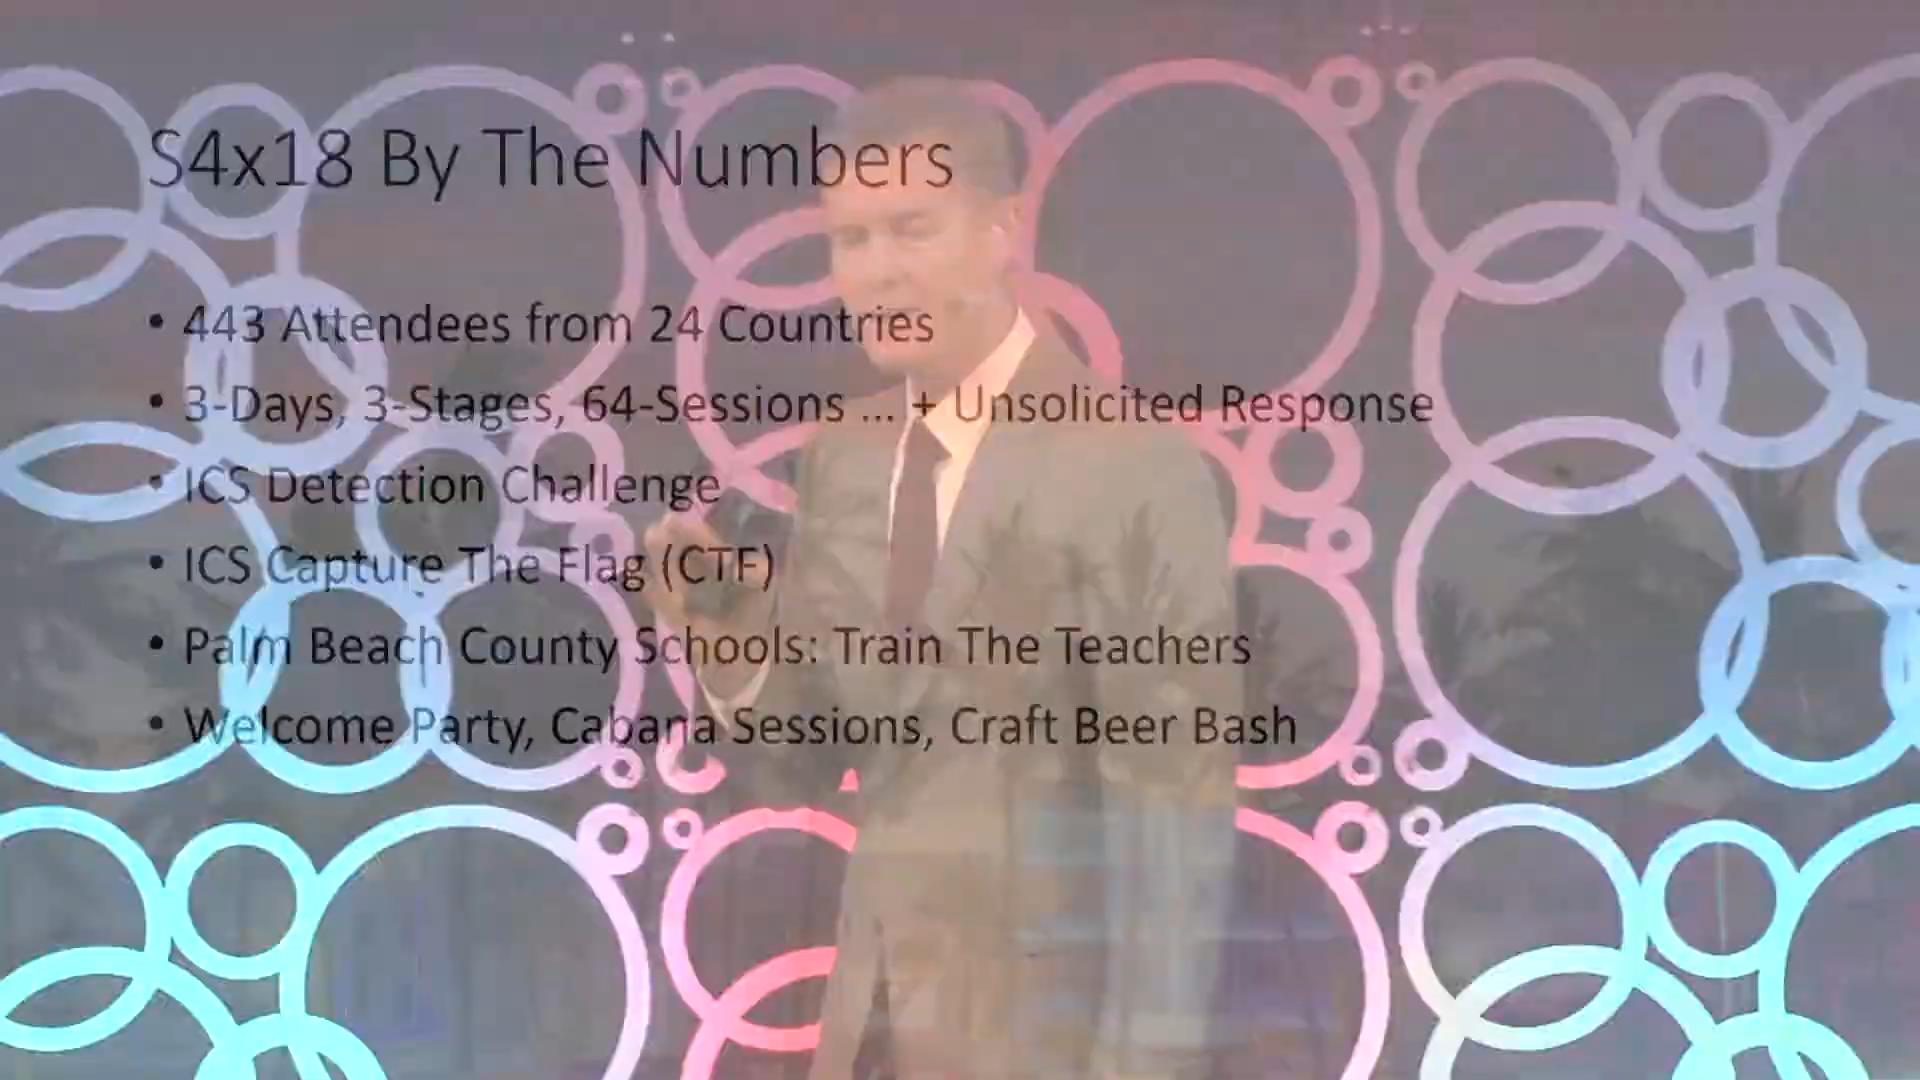 S4x18 By The Numbers
• 443 Attendees from 24 Countries
• 3-Days, 3-Stages, 64-Sessions ... + Unsolicited Response
• ICS Detection Challenge
• ICS Capture The Flag (CTF)
• Palm Beach County Schools: Train The Teachers
• Welcome Party, Cabana Sessions, Craft Beer Bash